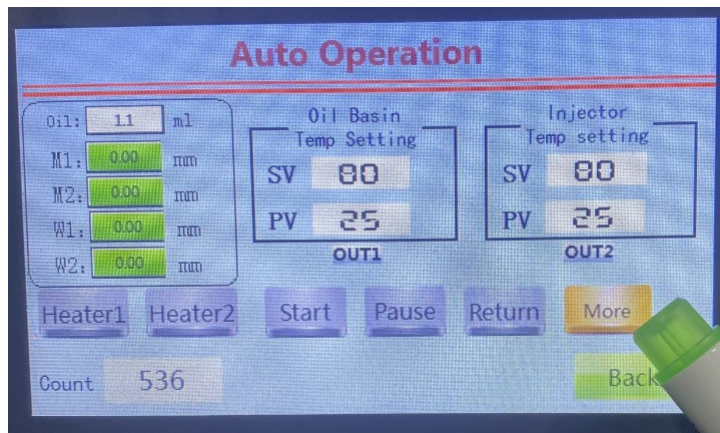 Auto Operation
Oil: 1.1 ml
M1: 0.00 mm
M2: 0.00 mm
W1: 0.00 mm
W2: 0.00 mm
Oil Basin
Temp Setting
SV 80
PV 25
OUT1
Injector
Temp setting
SV 80
PV 25
OUT2
Heater1 Heater2 Start Pause Return More
Count 536
Back